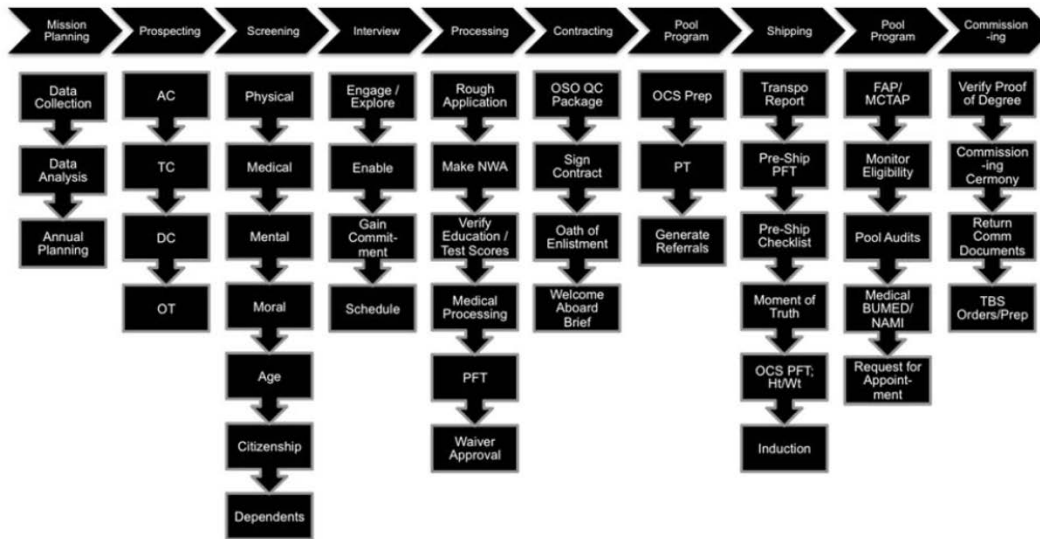 Mission
Planning
Prospecting
Screening
Interview
Processing
Contracting
Pool
Program
Shipping
Pool
Program
Commission
-ing
Data
Collection
Data
Analysis
Annual
Planning
AC
TC
DC
OT
Physical
Medical
Mental
Moral
Age
Citizenship
Dependents
Engage /
Explore
Enable
Gain
Commit-
ment
Schedule
Rough
Application
Make NWA
Verify
Education /
Test Scores
Medical
Processing
PFT
Waiver
Approval
OSO QC
Package
Sign
Contract
Oath of
Enlistment
Welcome
Aboard
Brief
OCS Prep
PT
Generate
Referrals
Transpo
Report
Pre-Ship
PFT
Pre-Ship
Checklist
Moment of
Truth
OCS PFT;
Ht/Wt
Induction
FAP/
MCTAP
Monitor
Eligibility
Pool Audits
Medical
BUMED/
NAMI
Request for
Appoint-
ment
Verify Proof
of Degree
Commission-
ing
Cermony
Return
Comm
Documents
TBS
Orders/Prep